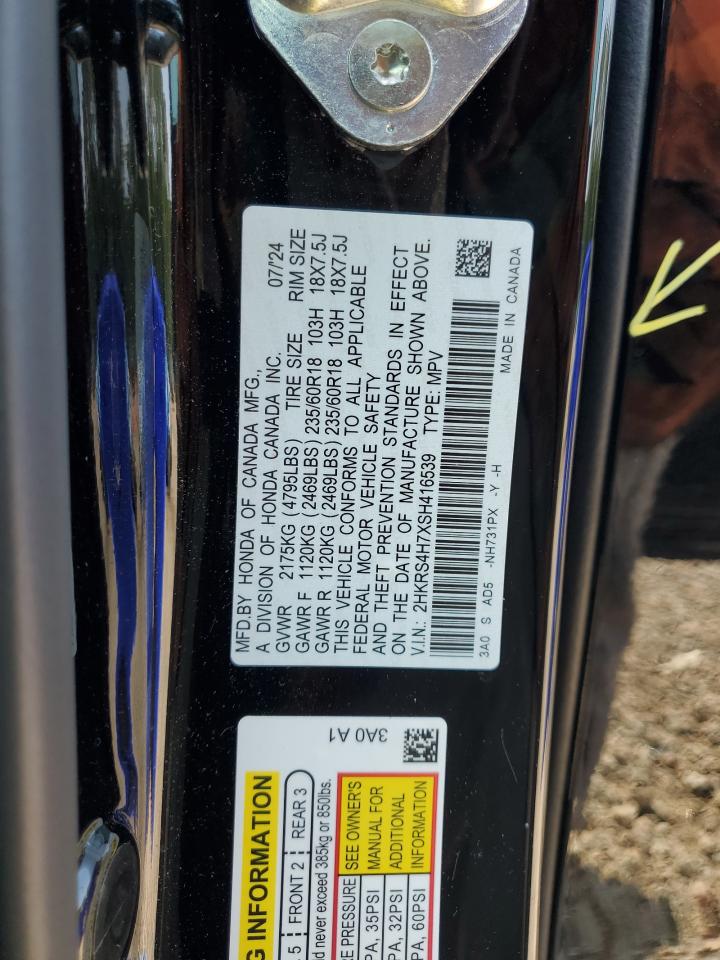 MFD.BY HONDA OF CANADA MFG.,
A DIVISION OF HONDA CANADA INC. 07/'24
GVWR 2175KG (4795LBS) TIRE SIZE RIM SIZE
GAWR F 1120KG (2469LBS) 235/60R18 103H 18X7.5J
GAWR R 1120KG (2469LBS) 235/60R18 103H 18X7.5J
THIS VEHICLE CONFORMS TO ALL APPLICABLE
FEDERAL MOTOR VEHICLE SAFETY
AND THEFT PREVENTION STANDARDS IN EFFECT
ON THE DATE OF MANUFACTURE SHOWN ABOVE.
V.I.N.: 2HKRS4H7XSH416539 TYPE: MPV
3A0 S AD5 -NH731PX -Y -H MADE IN CANADA
G INFORMATION
5 FRONT 2 REAR 3
never exceed 385kg or 850lbs.
PRESSURE SEE OWNER'S
PA, 35PSI MANUAL FOR
PA, 32PSI ADDITIONAL
PA, 60PSI INFORMATION
3A0 A1